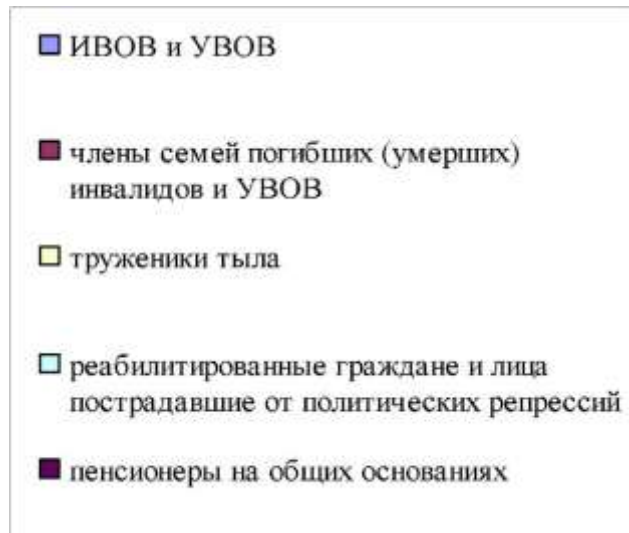 ИВОВ и УВОВ
члены семей погибших (умерших)
инвалидов и УВОВ
труженики тыла
реабилитированные граждане и лица
пострадавшие от политических репрессий
пенсионеры на общих основаниях